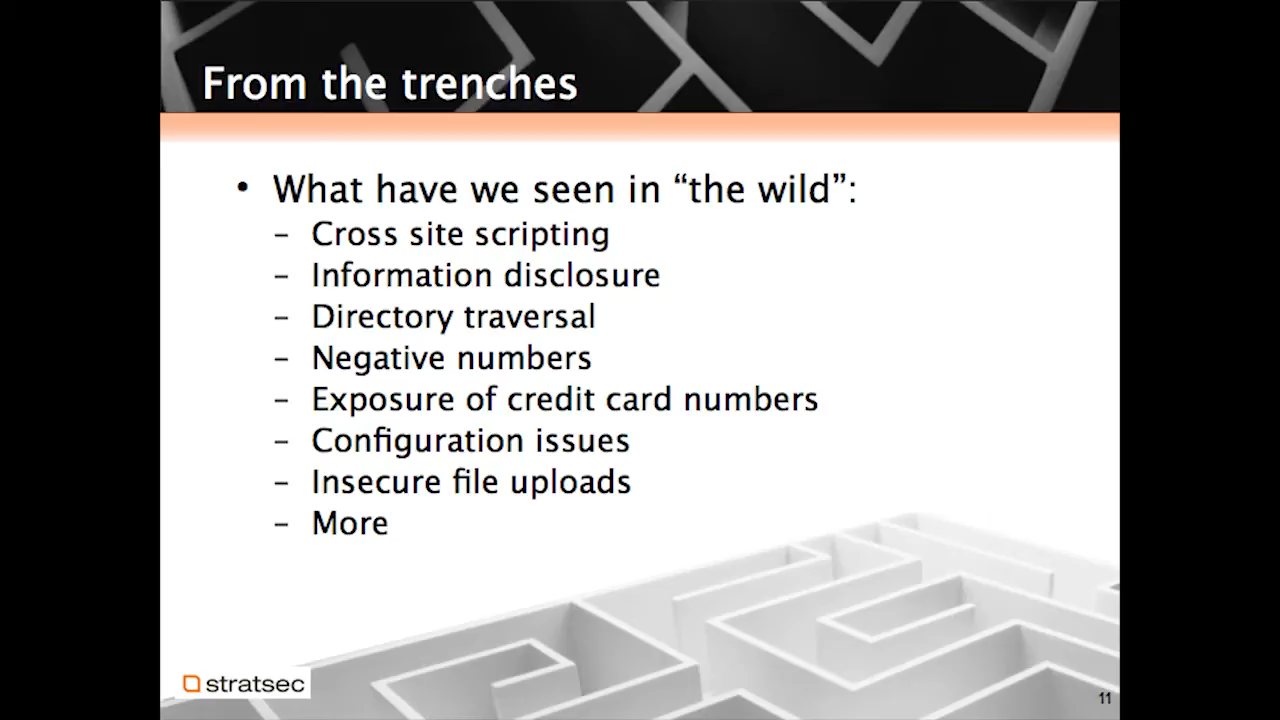 From the trenches
• What have we seen in “the wild”:
– Cross site scripting
– Information disclosure
– Directory traversal
– Negative numbers
– Exposure of credit card numbers
– Configuration issues
– Insecure file uploads
– More
stratsec
11